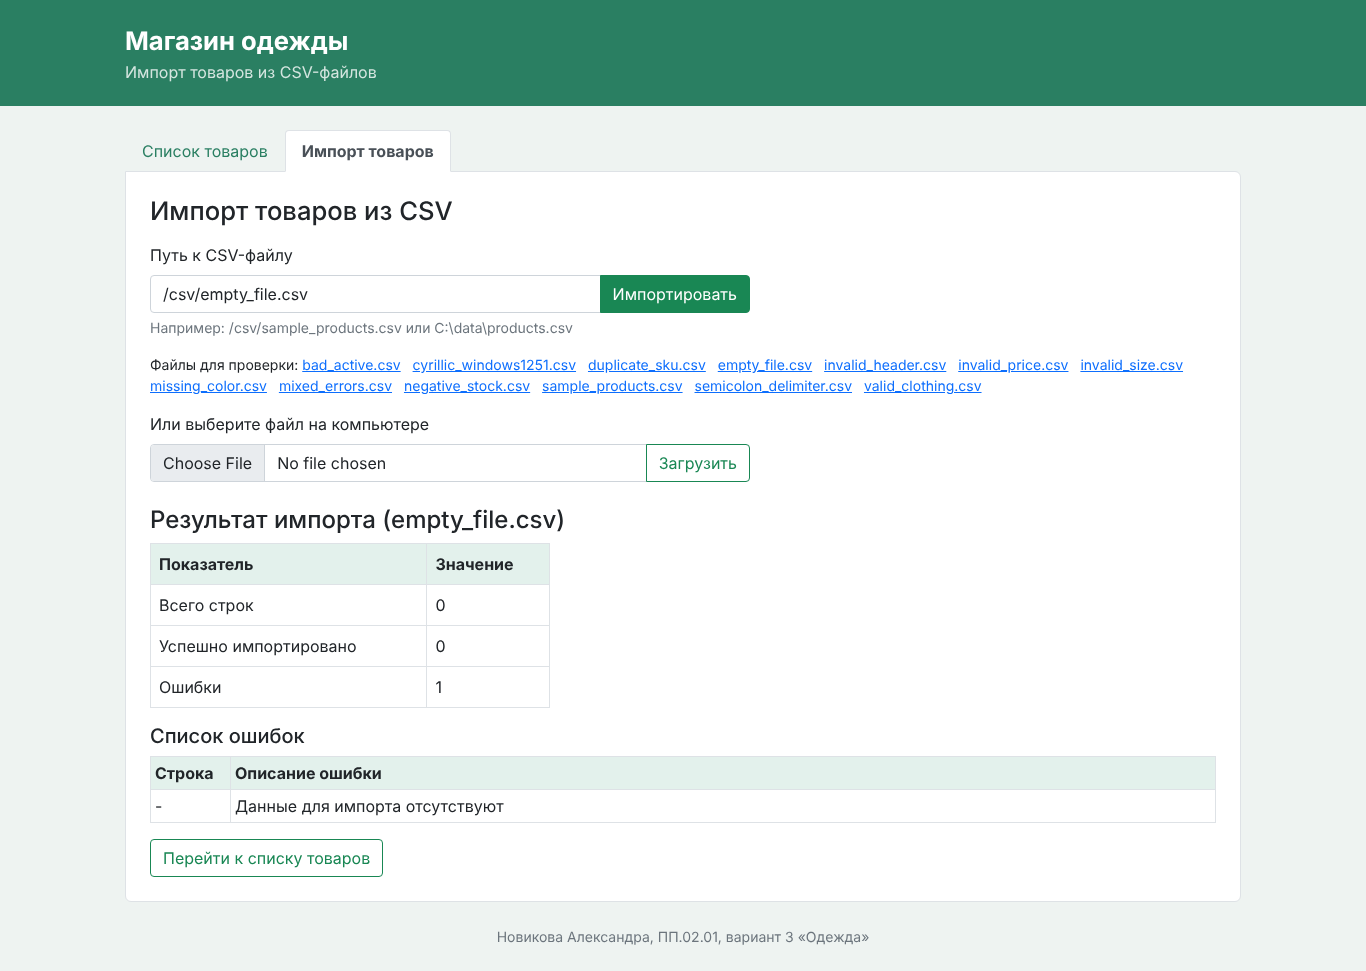 Магазин одежды
Импорт товаров из CSV-файлов
Список товаров Импорт товаров
Импорт товаров из CSV
Путь к CSV-файлу
/csv/empty_file.csv Импортировать
Например: /csv/sample_products.csv или C:\data\products.csv
Файлы для проверки: bad_active.csv cyrillic_windows1251.csv duplicate_sku.csv empty_file.csv invalid_header.csv invalid_price.csv invalid_size.csv
missing_color.csv mixed_errors.csv negative_stock.csv sample_products.csv semicolon_delimiter.csv valid_clothing.csv
Или выберите файл на компьютере
Choose File No file chosen Загрузить
Результат импорта (empty_file.csv)
Показатель Значение
Всего строк 0
Успешно импортировано 0
Ошибки 1
Список ошибок
Строка Описание ошибки
- Данные для импорта отсутствуют
Перейти к списку товаров
Новикова Александра, ПП.02.01, вариант 3 «Одежда»